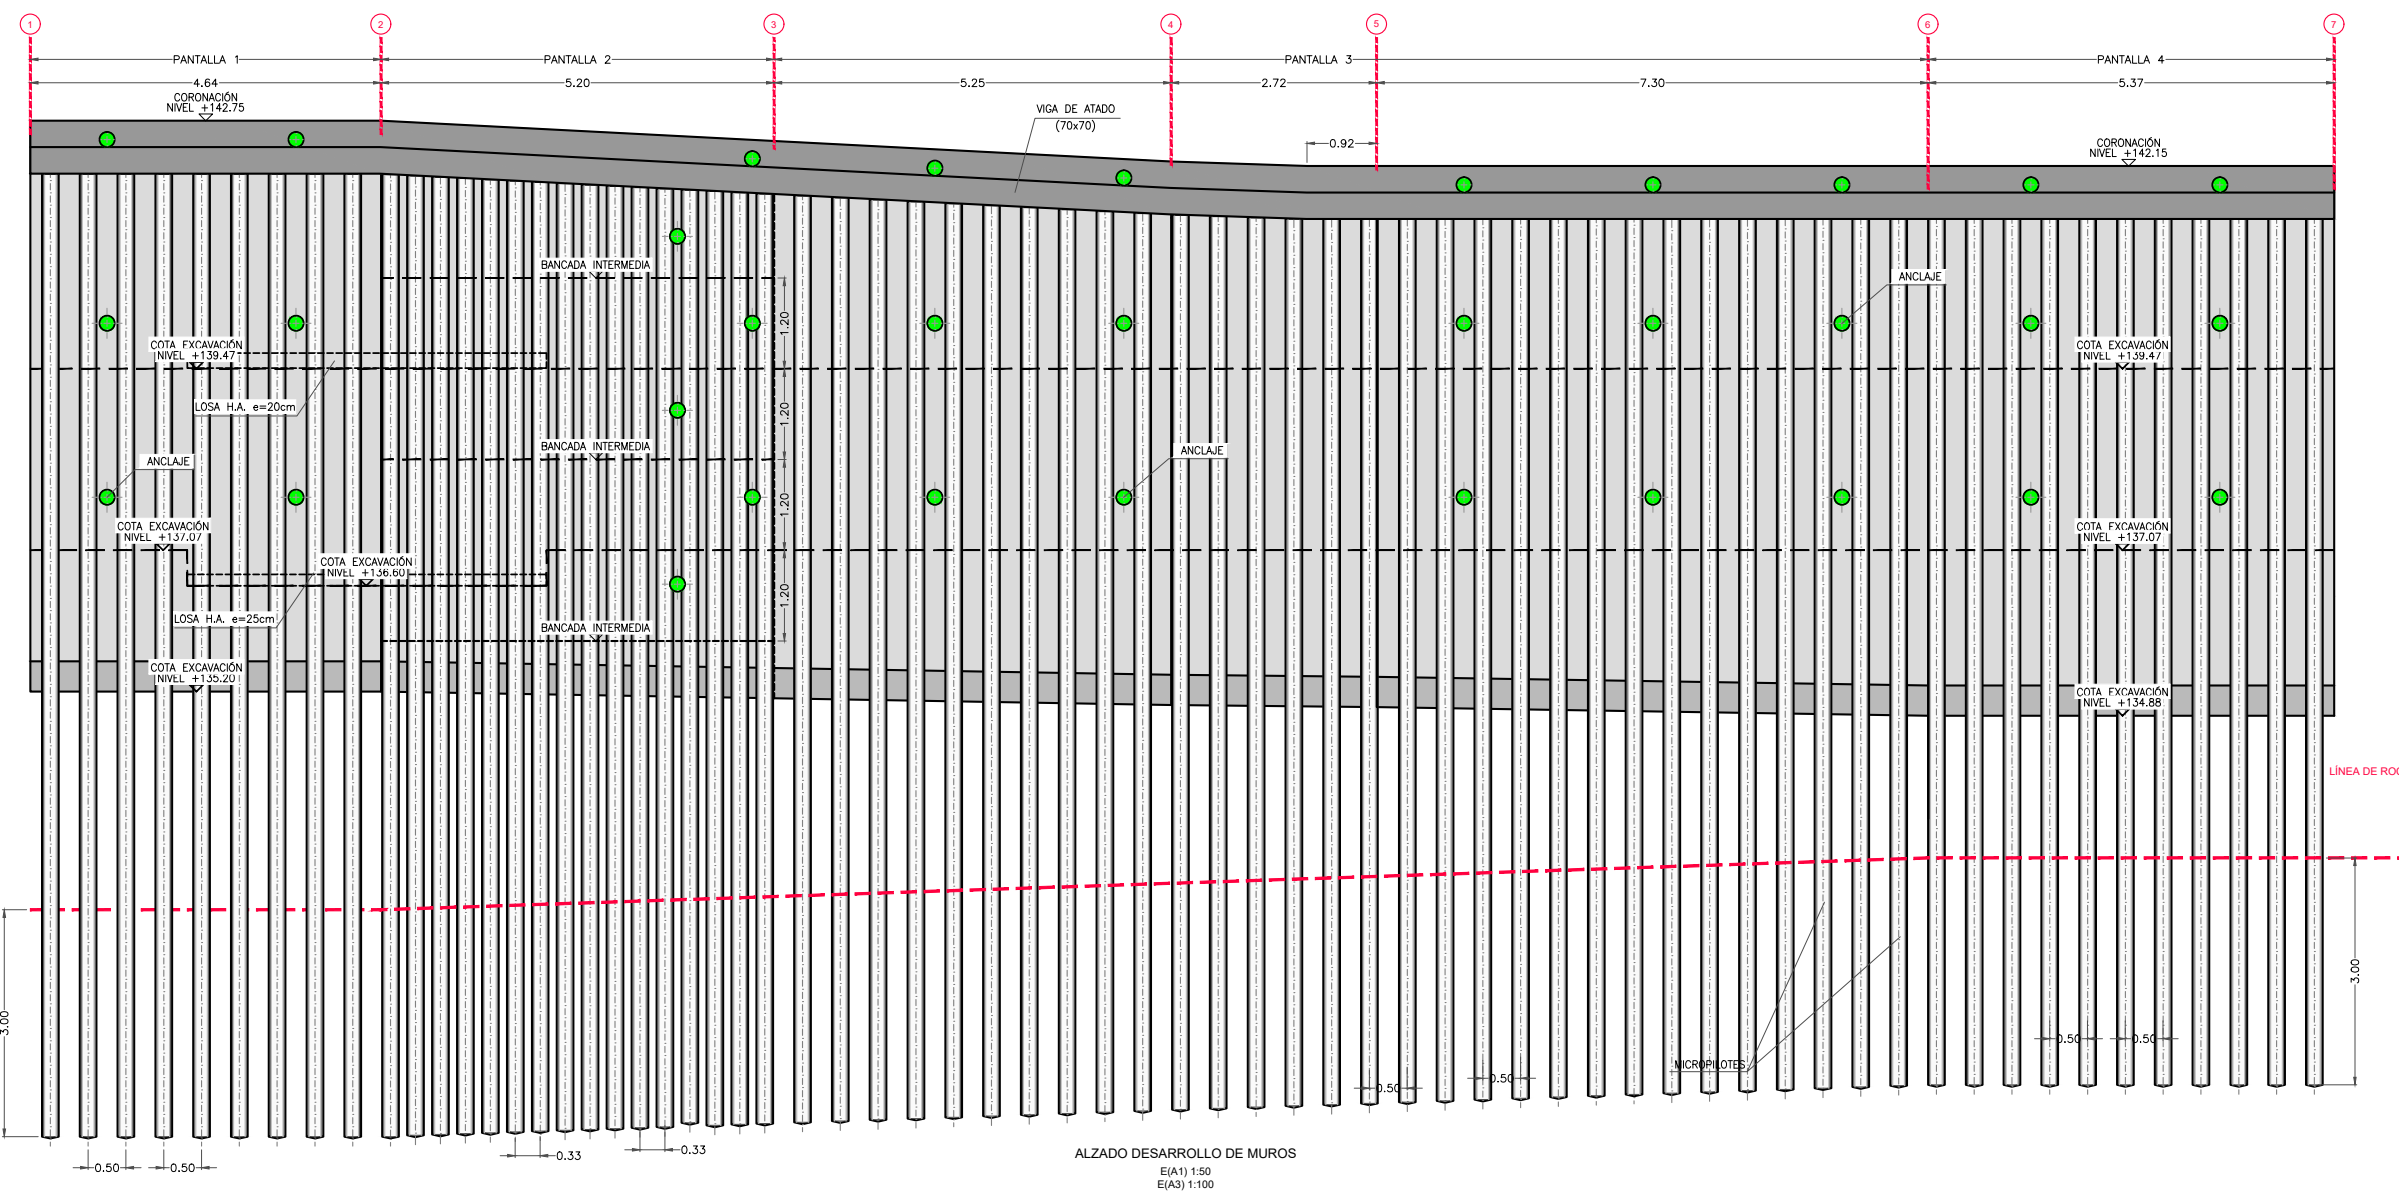 1 2 3 4 5 6 7
PANTALLA 1 PANTALLA 2 PANTALLA 3 PANTALLA 4
4.64 5.20 5.25 2.72 7.30 5.37
CORONACIÓN
NIVEL +142.75
VIGA DE ATADO
(70x70)
0.92
CORONACIÓN
NIVEL +142.15
BANCADA INTERMEDIA
ANCLAJE
1.20
COTA EXCAVACIÓN
NIVEL +139.47
COTA EXCAVACIÓN
NIVEL +139.47
LOSA H.A. e=20cm
1.20
BANCADA INTERMEDIA
ANCLAJE
ANCLAJE
1.20
COTA EXCAVACIÓN
NIVEL +137.07
COTA EXCAVACIÓN
NIVEL +137.07
COTA EXCAVACIÓN
NIVEL +136.60
1.20
LOSA H.A. e=25cm
BANCADA INTERMEDIA
COTA EXCAVACIÓN
NIVEL +135.20
COTA EXCAVACIÓN
NIVEL +134.88
LÍNEA DE
3.00
3.00
0.50 0.50
MICROPILOTES
0.50 0.50
0.33 0.33
0.50 0.50
ALZADO DESARROLLO DE MUROS
E(A1) 1:50
E(A3) 1:100